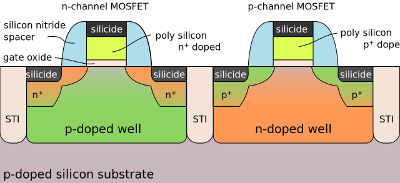 n-channel MOSFET
p-channel MOSFET
silicon nitride
spacer
silicide
poly silicon
n⁺ doped
silicide
poly silicon
p⁺ dope
gate oxide
silicide
silicide
silicide
silicide
n⁺
n⁺
p⁺
p⁺
STI
p-doped well
STI
n-doped well
STI
p-doped silicon substrate